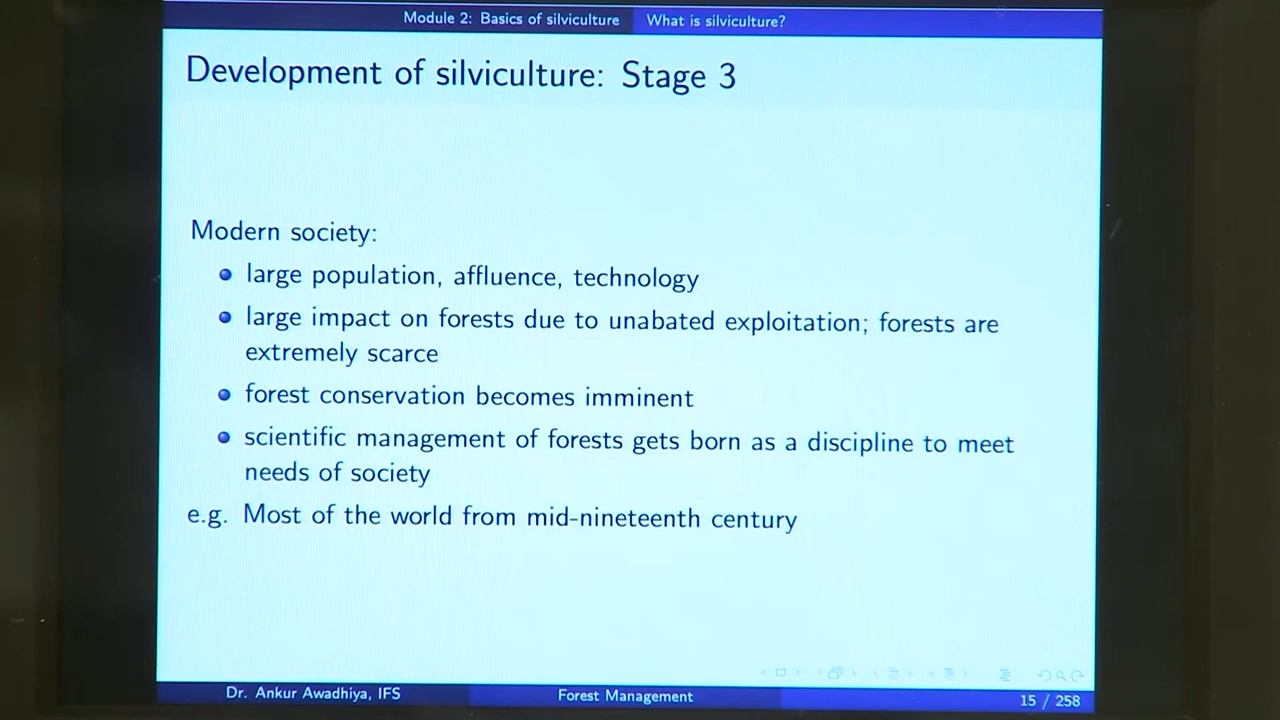 Module 2: Basics of silviculture What is silviculture?
Development of silviculture: Stage 3
Modern society:
large population, affluence, technology
large impact on forests due to unabated exploitation; forests are
extremely scarce
forest conservation becomes imminent
scientific management of forests gets born as a discipline to meet
needs of society
e.g. Most of the world from mid-nineteenth century
Dr. Ankur Awadhiya, IFS Forest Management 15 / 258